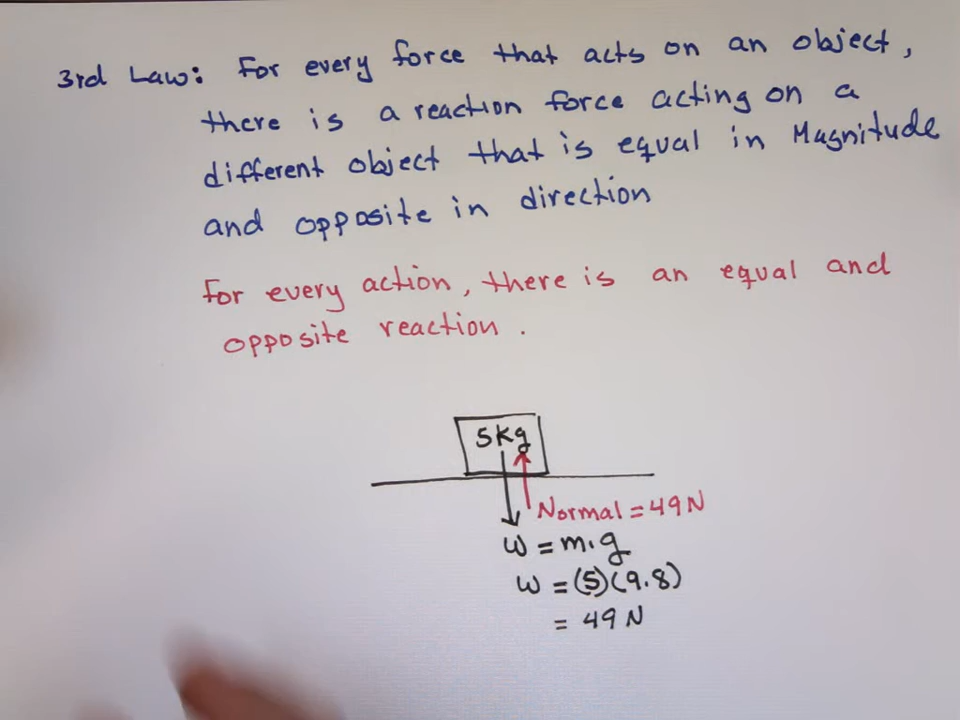 3rd Law: For every force that acts on an object,
there is a reaction force acting on a
different object that is equal in Magnitude
and opposite in direction
For every action, there is an equal and
opposite reaction.
5kg
Normal = 49N
w = m.g
w = (5)(9.8)
= 49 N